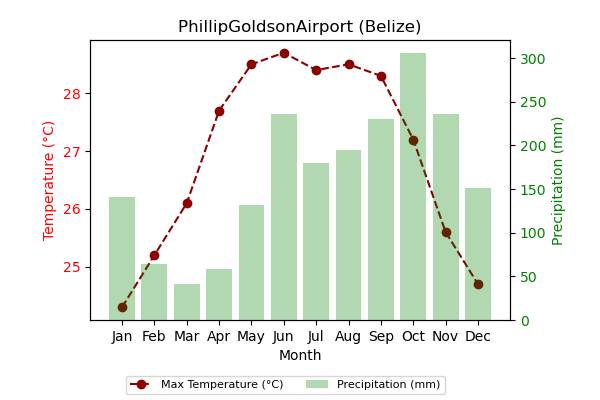 PhillipGoldsonAirport (Belize)
Temperature (°C)
28
27
26
25
300
250
200
150
100
50
0
Precipitation (mm)
Jan Feb Mar Apr May Jun Jul Aug Sep Oct Nov Dec
Month
Max Temperature (°C) Precipitation (mm)